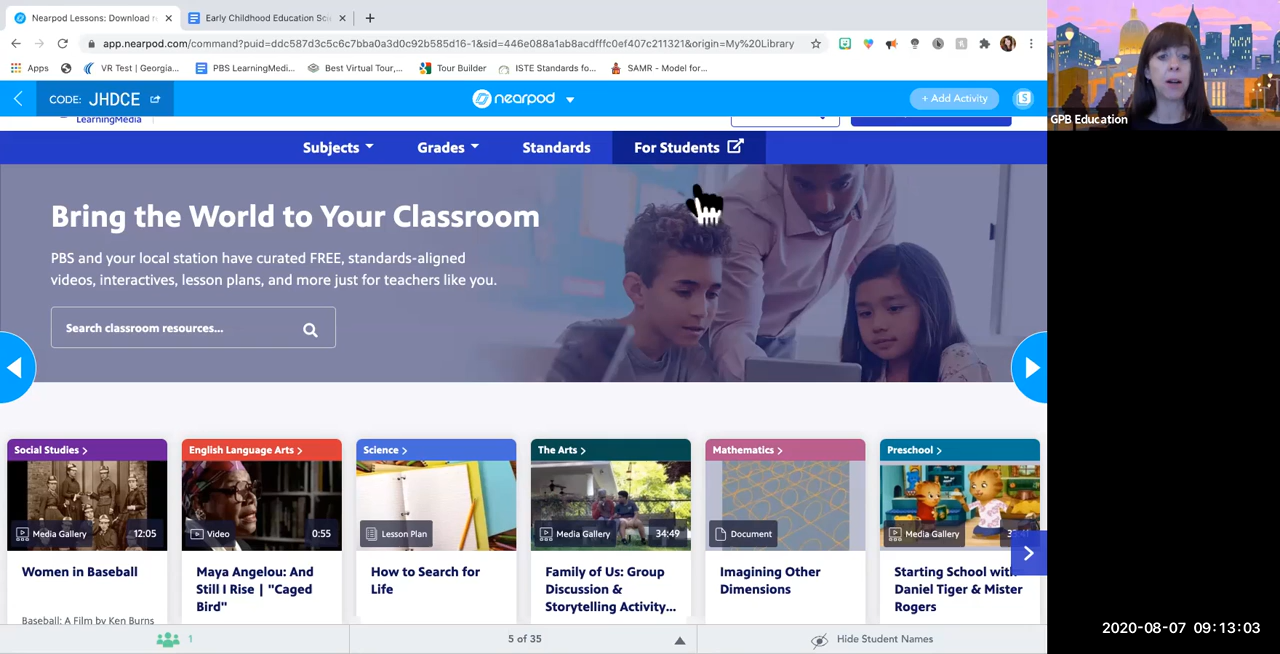 Nearpod Lessons: Download r
Early Childhood Education Sci
app.nearpod.com/command?puid=ddc587d3c5c6c7bba0a3d0c92b585d16-1&sid=446e088a1ab8acdfffc0ef407c211321&origin=My%20Library
Apps
VR Test | Georgia...
PBS LearningMedi...
Best Virtual Tour,...
Tour Builder
ISTE Standards fo...
SAMR - Model for...
CODE: JHDCE
nearpod
+ Add Activity
S
LearningMedia
Subjects
Grades
Standards
For Students
Bring the World to Your Classroom
PBS and your local station have curated FREE, standards-aligned
videos, interactives, lesson plans, and more just for teachers like you.
Search classroom resources...
Social Studies >
English Language Arts >
Science >
The Arts >
Mathematics >
Preschool >
Media Gallery
12:05
Video
0:55
Lesson Plan
Media Gallery
34:49
Document
Media Gallery
Women in Baseball
Baseball: A Film by Ken Burns
Maya Angelou: And
Still I Rise | "Caged
Bird"
How to Search for
Life
Family of Us: Group
Discussion &
Storytelling Activity...
Imagining Other
Dimensions
Starting School with
Daniel Tiger & Mister
Rogers
1
5 of 35
Hide Student Names
GPB Education
2020-08-07 09:13:03